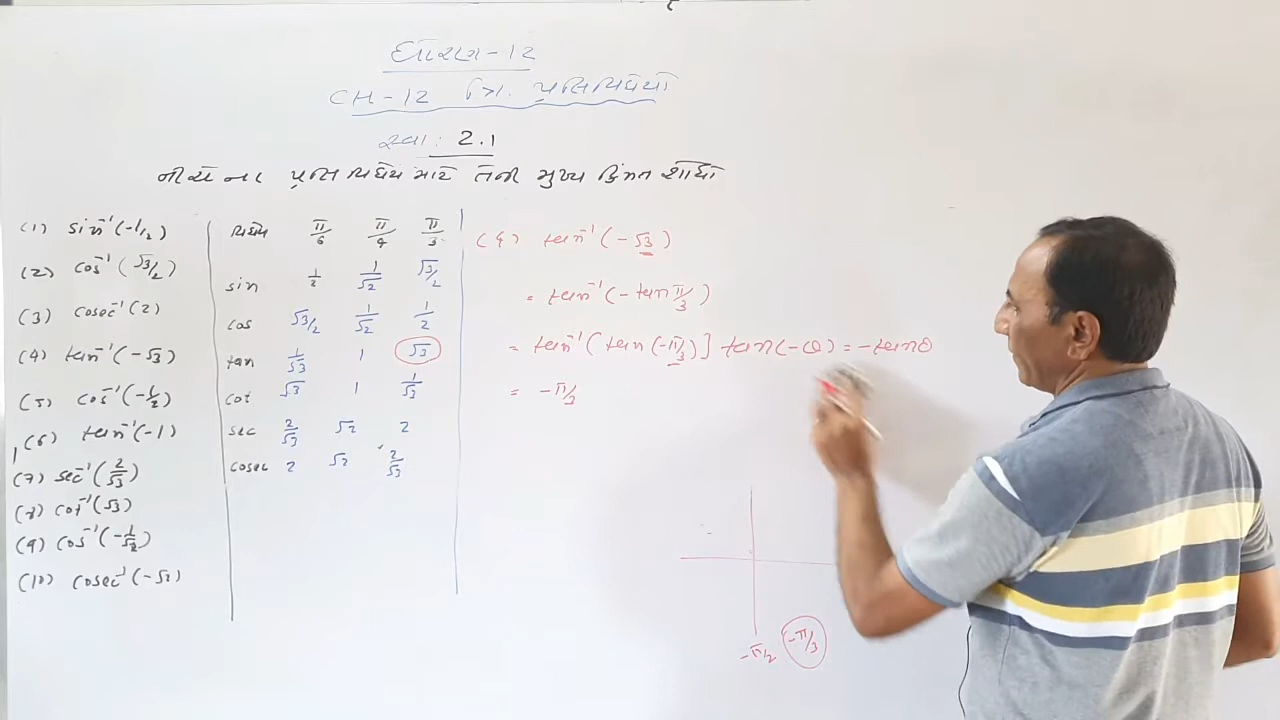 ધોરણ-12
CH-12 ત્રિ. પ્રતિવિધેયો
સ્વા: 2.1
નીચેના પ્રતિવિધેય માટે તેની મુખ્ય કિંમત શોધો
(1) sin⁻¹(-1/2)
(2) cos⁻¹(√3/2)
(3) cosec⁻¹(2)
(4) tan⁻¹(-√3)
(5) cos⁻¹(-1/2)
(6) tan⁻¹(-1)
(7) sec⁻¹(2/√3)
(8) cot⁻¹(√3)
(9) cos⁻¹(-1/√2)
(10) cosec⁻¹(-√2)
વિધેય π/6 π/4 π/3
sin 1/2 1/√2 √3/2
cos √3/2 1/√2 1/2
tan 1/√3 1 √3
cot √3 1 1/√3
sec 2/√3 √2 2
cosec 2 √2 2/√3
(4) tan⁻¹(-√3)
= tan⁻¹(-tan π/3)
= tan⁻¹(tan(-π/3)] tan(-θ) = -tanθ
= -π/3
-π/2 -π/3